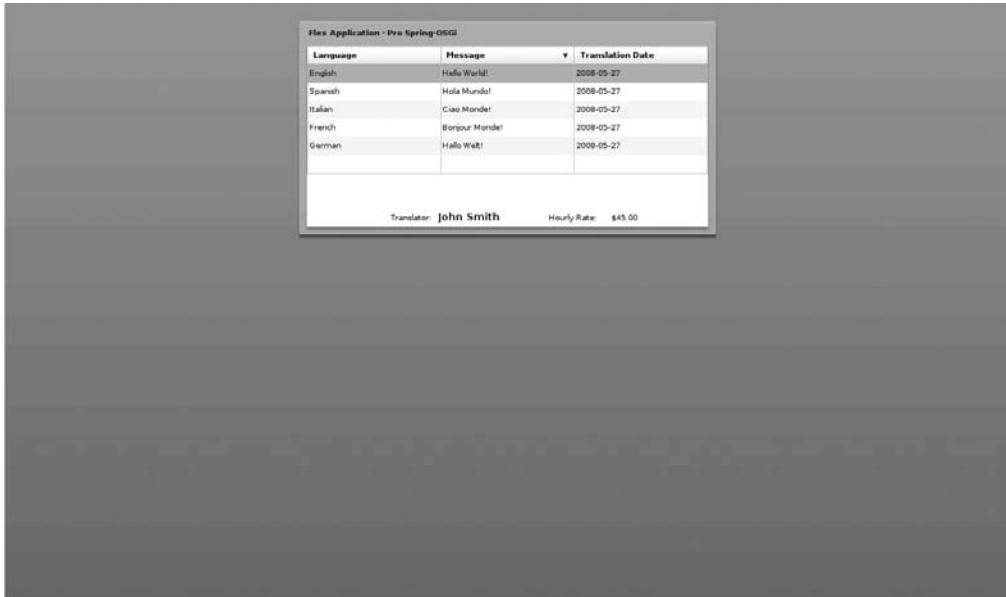 Flex Application - Pro Spring-OSGi
Language Message ▼ Translation Date
English Hello World! 2008-05-27
Spanish Hola Mundo! 2008-05-27
Italian Ciao Monde! 2008-05-27
French Bonjour Monde! 2008-05-27
German Hallo Welt! 2008-05-27
Translator: John Smith Hourly Rate: $45.00